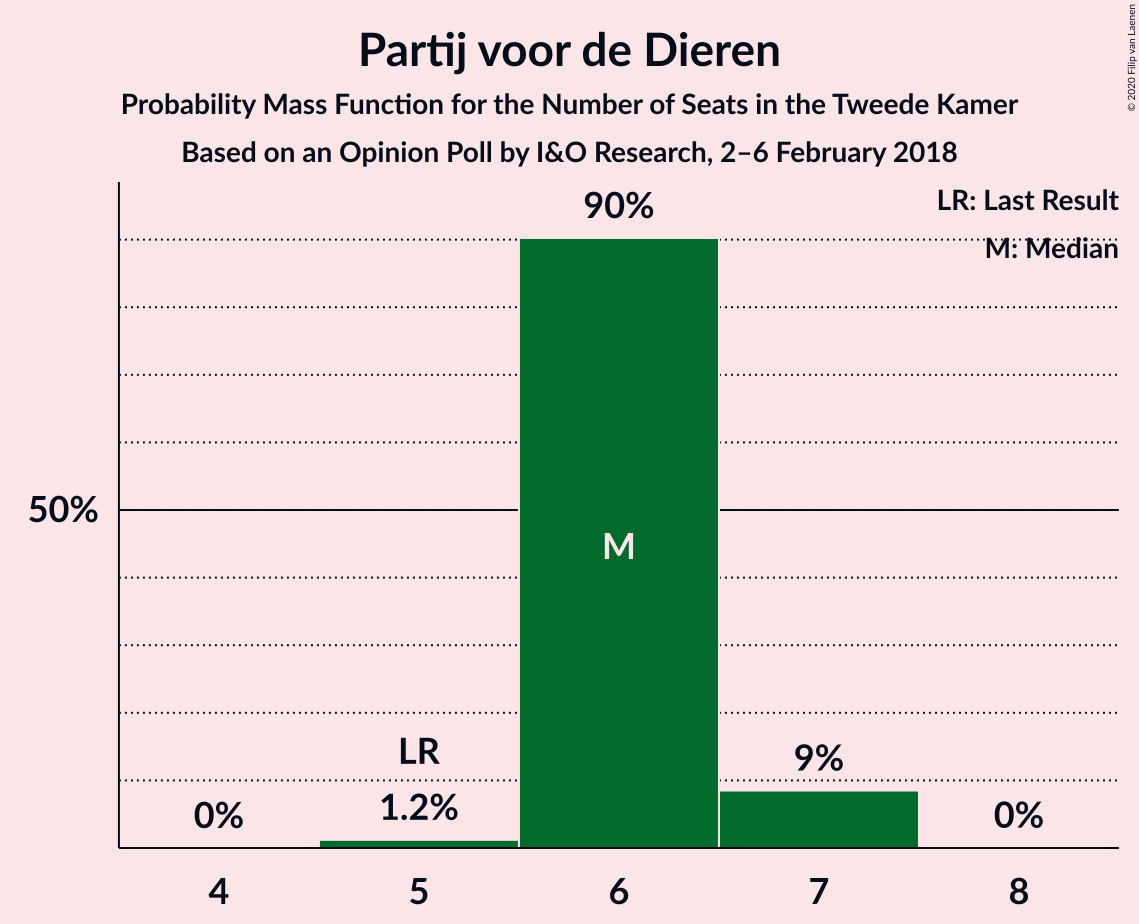 Partij voor de Dieren
Probability Mass Function for the Number of Seats in the Tweede Kamer
Based on an Opinion Poll by I&O Research, 2–6 February 2018
© 2020 Filip van Laenen
LR: Last Result
M: Median
90%
50%
M
LR
9%
1.2%
0%
0%
4 5 6 7 8